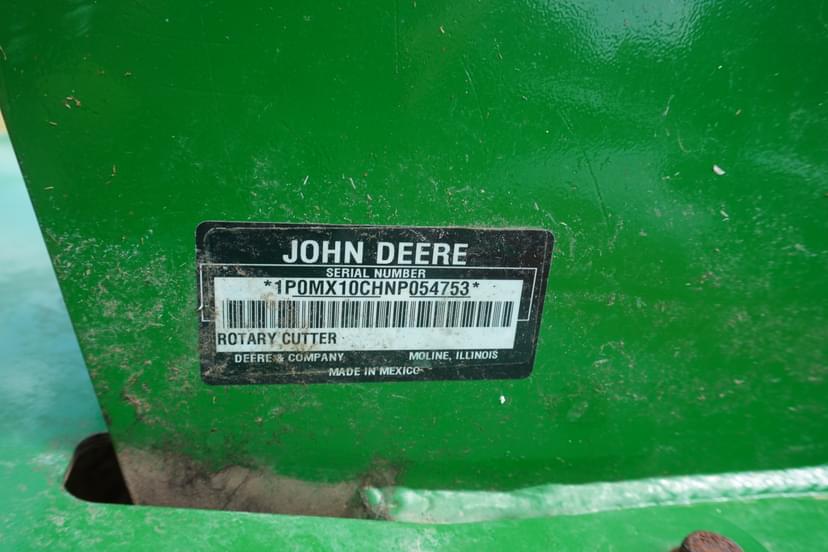 JOHN DEERE
SERIAL NUMBER
*1P0MX10CHNP054753*
ROTARY CUTTER
DEERE & COMPANY MOLINE, ILLINOIS
MADE IN MEXICO